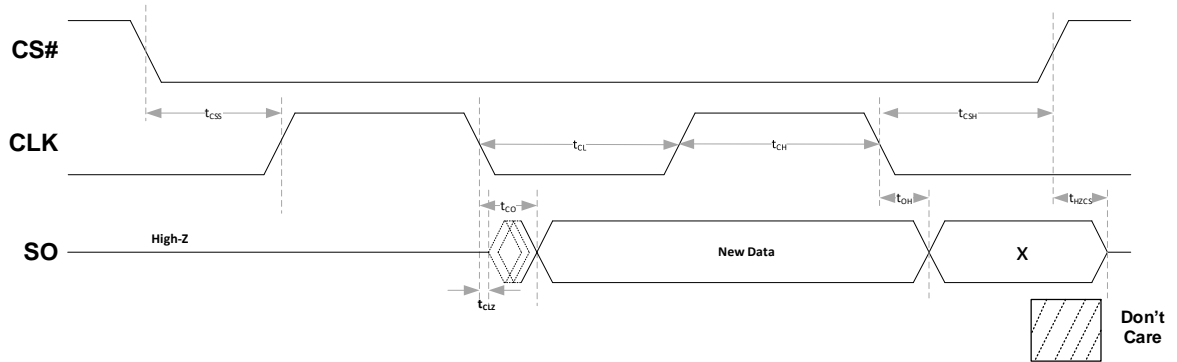 CS#
tCSS
tCSH
CLK
tCL
tCH
tCO
tOH
tHZCS
High-Z
SO
New Data
X
tCLZ
Don't
Care